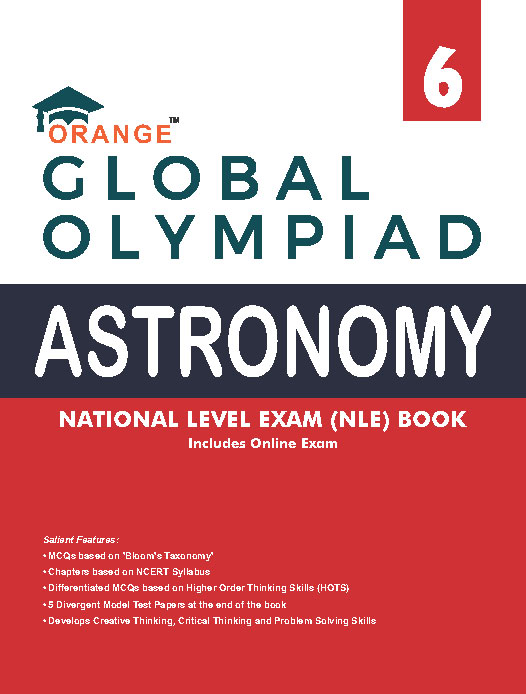 6
ORANGE™
GLOBAL
OLYMPIAD
ASTRONOMY
NATIONAL LEVEL EXAM (NLE) BOOK
Includes Online Exam
Salient Features:
• MCQs based on 'Bloom's Taxonomy'
• Chapters based on NCERT Syllabus
• Differentiated MCQs based on Higher Order Thinking Skills (HOTS)
• 5 Divergent Model Test Papers at the end of the book
• Develops Creative Thinking, Critical Thinking and Problem Solving Skills